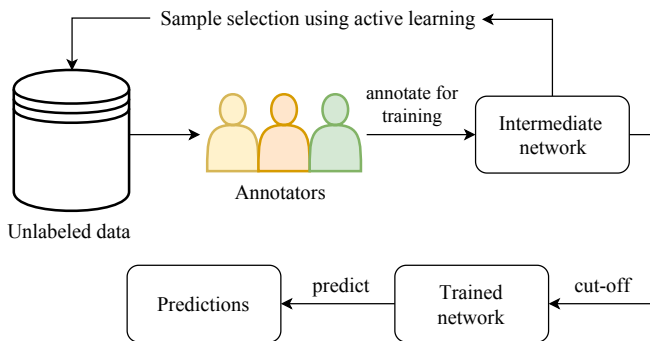 Sample selection using active learning
annotate for
training
Intermediate
network
Annotators
Unlabeled data
Predictions
predict
Trained
network
cut-off